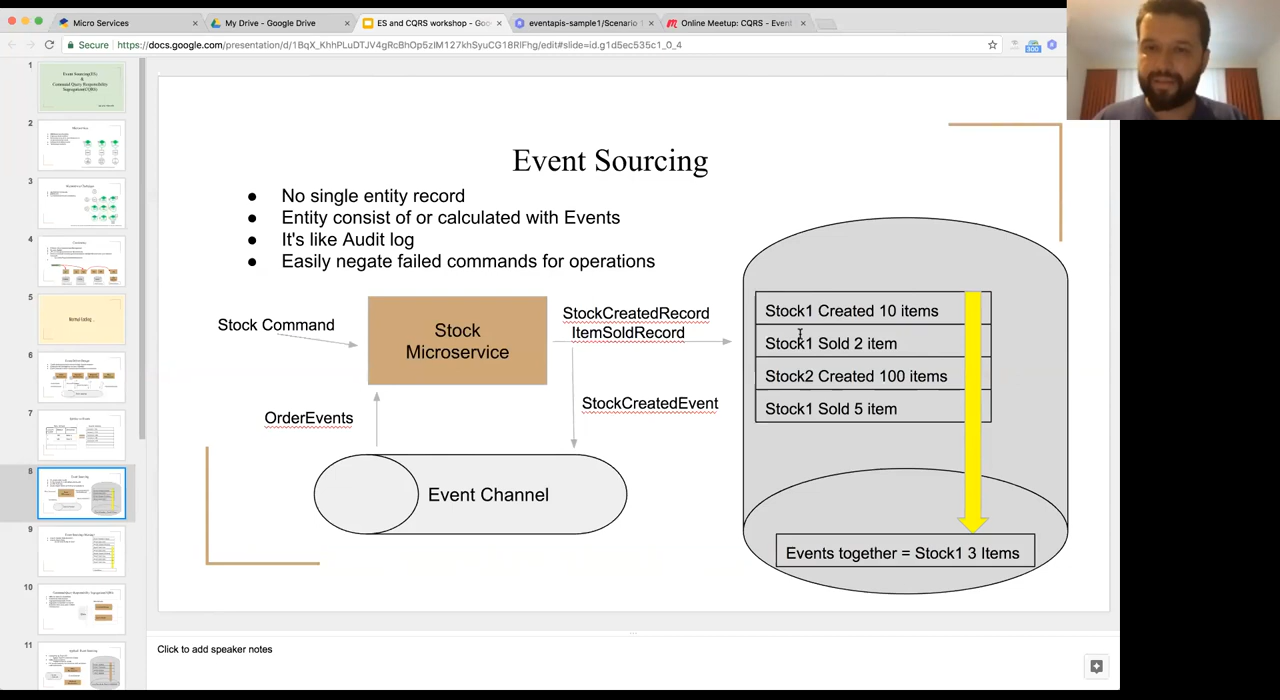 Micro Services
My Drive - Google Drive
ES and CQRS workshop - Goo
eventapis-sample1/Scenario
Online Meetup: CQRS - Event
Secure
https://docs.google.com/presentation/d/1BqX_KhhPLuDTJV4gRcBhOp5zIM127khSyuCG18RlFhg/edit#slide=id.g1d5ec535c1_0_4
300
1
2
3
4
5
6
7
8
9
10
11
Event Sourcing
● No single entity record
● Entity consist of or calculated with Events
● It's like Audit log
● Easily negate failed commands for operations
Stock Command
Stock
Microservice
StockCreatedRecord
ItemSoldRecord
OrderEvents
StockCreatedEvent
Event Channel
Stock1 Created 10 items
Stock1 Sold 2 item
Stock2 Created 100 items
Stock1 Sold 5 item
Events together = Stock1 3 Items
Click to add speaker notes